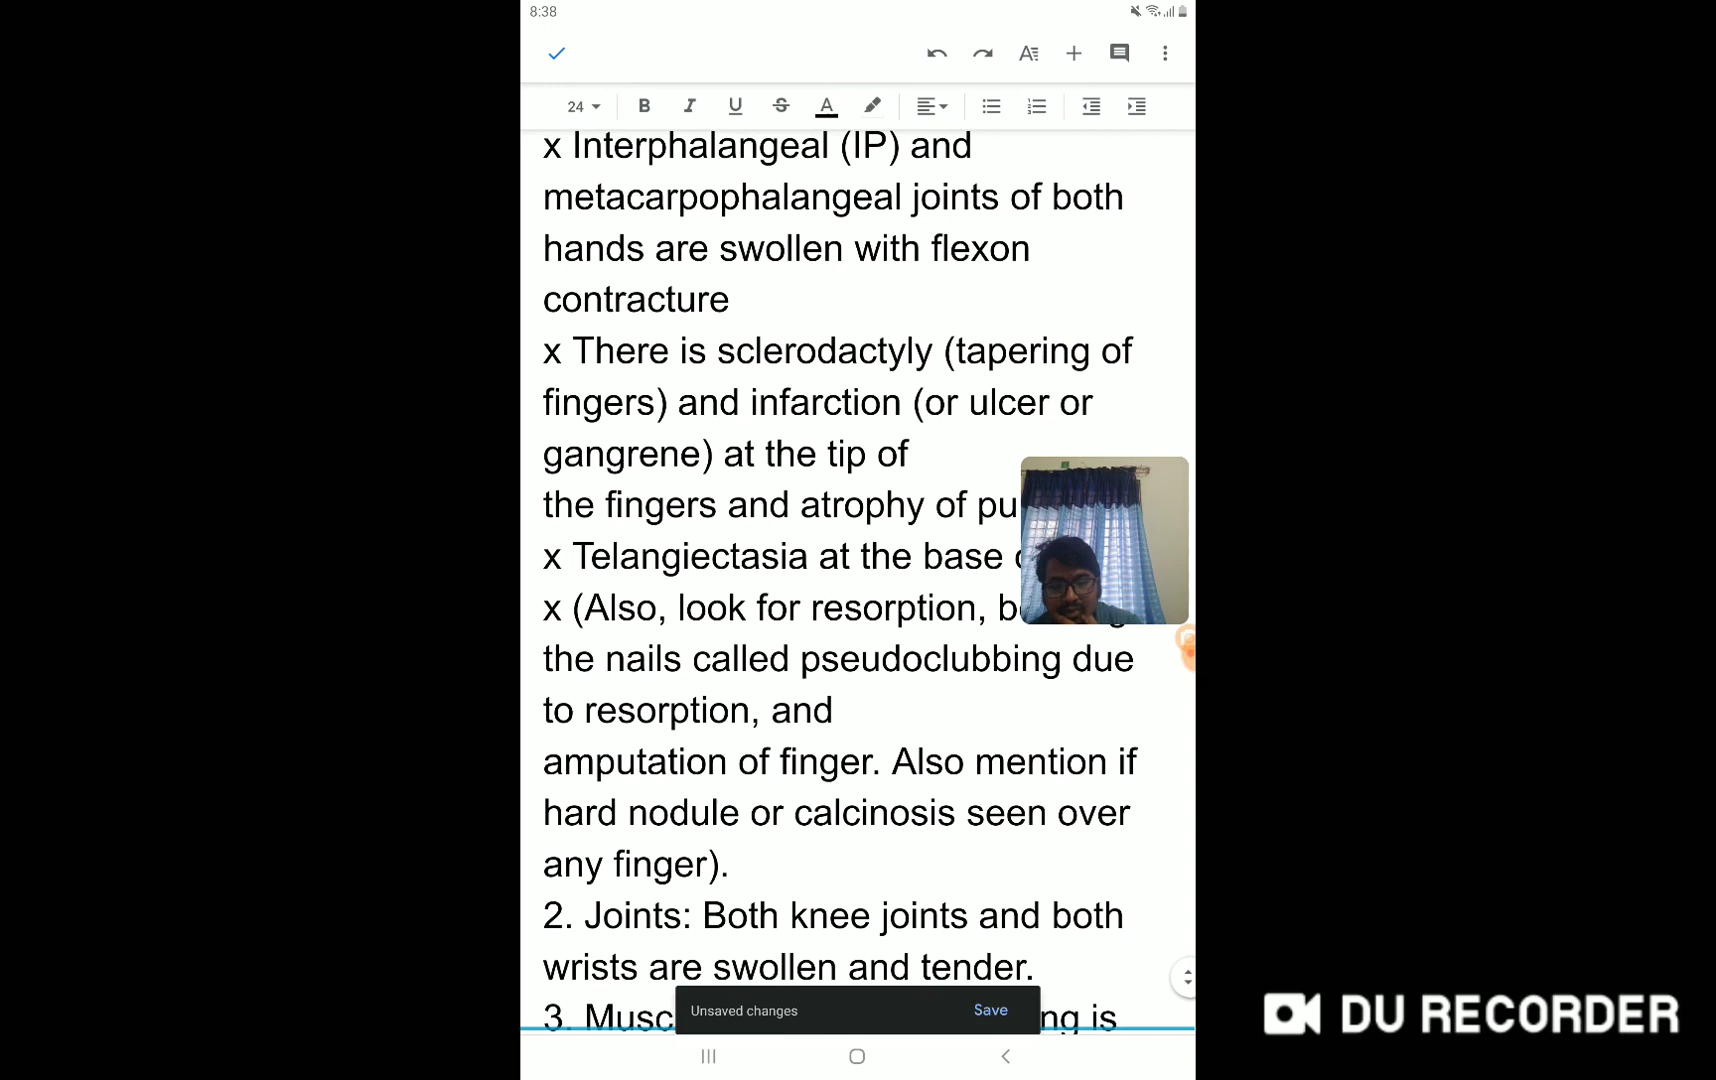 8:38
24
B I U S A
x Interphalangeal (IP) and
metacarpophalangeal joints of both
hands are swollen with flexon
contracture
x There is sclerodactyly (tapering of
fingers) and infarction (or ulcer or
gangrene) at the tip of
the fingers and atrophy of
x Telangiectasia at the base
x (Also, look for resorption,
the nails called pseudoclubbing due
to resorption, and
amputation of finger. Also mention if
hard nodule or calcinosis seen over
any finger).
2. Joints: Both knee joints and both
wrists are swollen and tender.
3. is
Unsaved changes Save
DU RECORDER